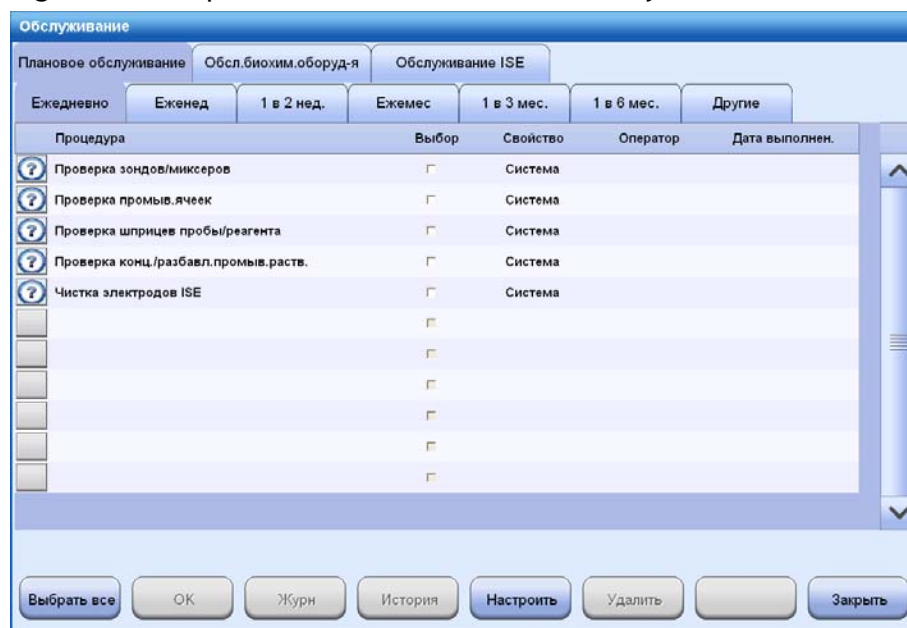 Обслуживание
Плановое обслуживание Обсл.биохим.оборуд-я Обслуживание ISE
Ежедневно Еженед 1 в 2 нед. Ежемес 1 в 3 мес. 1 в 6 мес. Другие
Процедура Выбор Свойство Оператор Дата выполнен.
Проверка зондов/миксеров Система
Проверка промыв.ячеек Система
Проверка шприцев пробы/реагента Система
Проверка конц./разбавл.промыв.раств. Система
Чистка электродов ISE Система
Выбрать все OK Журн История Настроить Удалить Закрыть